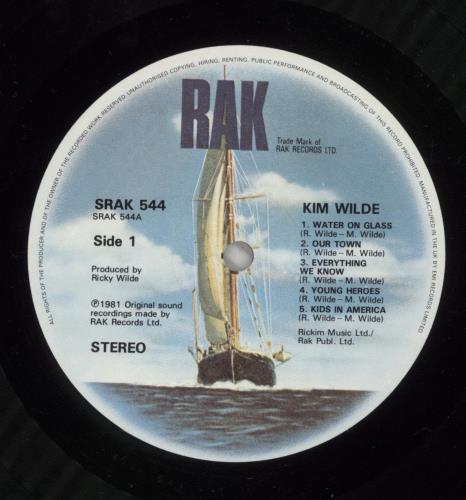 ALL RIGHTS OF THE PRODUCER AND OF THE OWNER OF THE RECORDED WORK RESERVED. UNAUTHORISED COPYING, HIRING, RENTING, PUBLIC PERFORMANCE AND BROADCASTING OF THIS RECORD PROHIBITED. MANUFACTURED IN THE UK BY EMI RECORDS LIMITED
RAK
Trade Mark of
RAK RECORDS LTD.
SRAK 544
SRAK 544A
Side 1
Produced by
Ricky Wilde
Ⓟ1981 Original sound
recordings made by
RAK Records Ltd.
STEREO
KIM WILDE
1. WATER ON GLASS
(R. Wilde – M. Wilde)
2. OUR TOWN
(R. Wilde – M. Wilde)
3. EVERYTHING
WE KNOW
(R. Wilde – M. Wilde)
4. YOUNG HEROES
(R. Wilde – M. Wilde)
5. KIDS IN AMERICA
(R. Wilde – M. Wilde)
Rickim Music Ltd./
Rak Publ. Ltd.